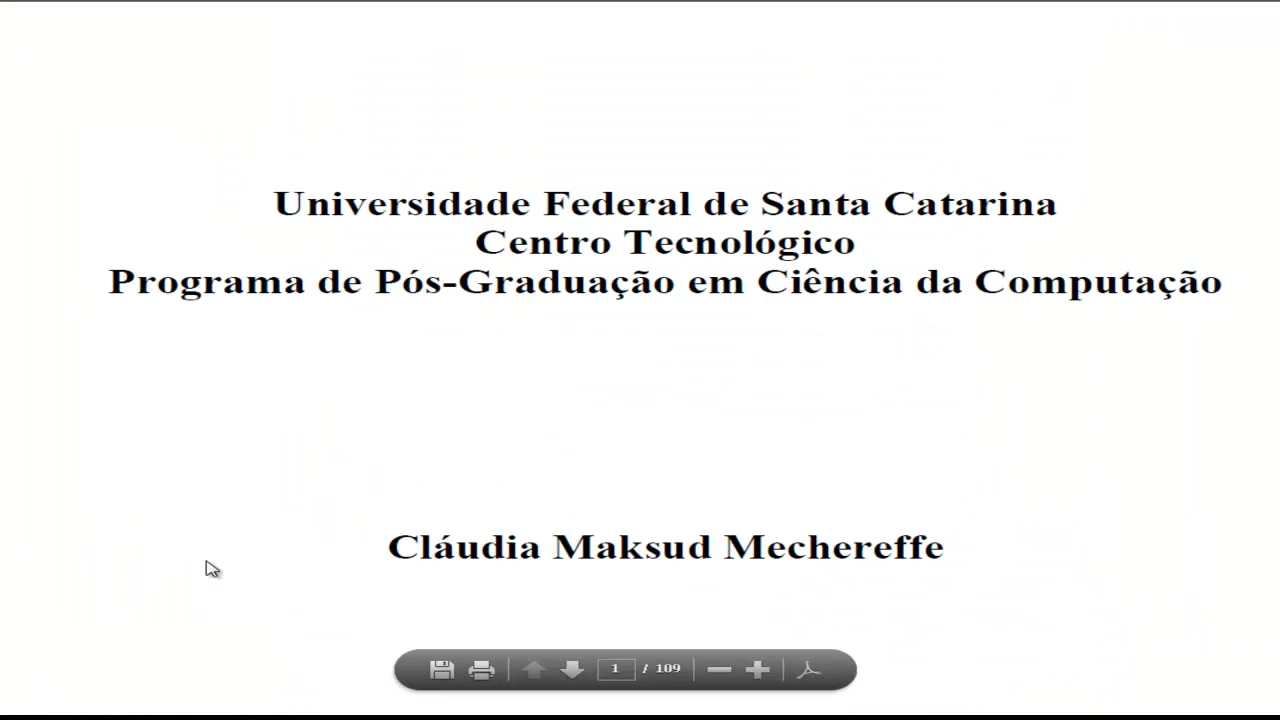 Universidade Federal de Santa Catarina
Centro Tecnológico
Programa de Pós-Graduação em Ciência da Computação
Cláudia Maksud Mechereffe
1 / 109